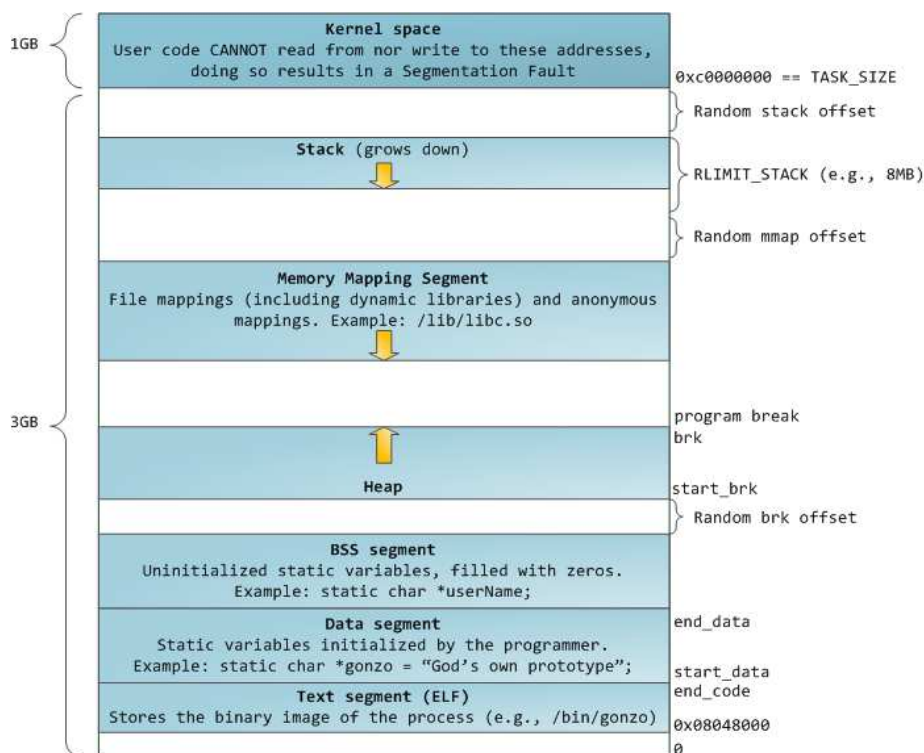 Kernel space
1GB
User code CANNOT read from nor write to these addresses,
doing so results in a Segmentation Fault
0xc0000000 == TASK_SIZE
Random stack offset
Stack (grows down)
RLIMIT_STACK (e.g., 8MB)
Random mmap offset
Memory Mapping Segment
File mappings (including dynamic libraries) and anonymous
mappings. Example: /lib/libc.so
3GB
program break
brk
Heap
start_brk
Random brk offset
BSS segment
Uninitialized static variables, filled with zeros.
Example: static char *userName;
Data segment
end_data
Static variables initialized by the programmer.
Example: static char *gonzo = “God’s own prototype”;
start_data
end_code
Text segment (ELF)
Stores the binary image of the process (e.g., /bin/gonzo)
0x08048000
0